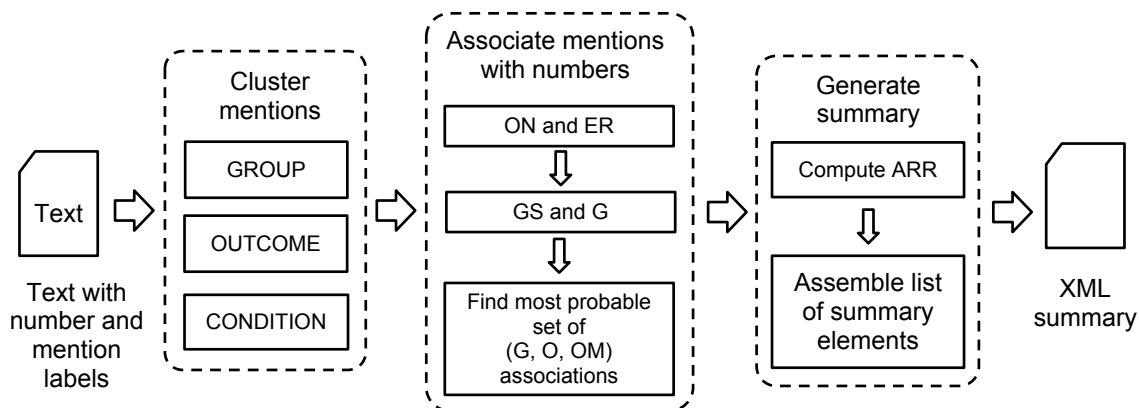 Text
Text with
number and
mention
labels
Cluster
mentions
GROUP
OUTCOME
CONDITION
Associate mentions
with numbers
ON and ER
GS and G
Find most probable
set of
(G, O, OM)
associations
Generate
summary
Compute ARR
Assemble list
of summary
elements
XML
summary